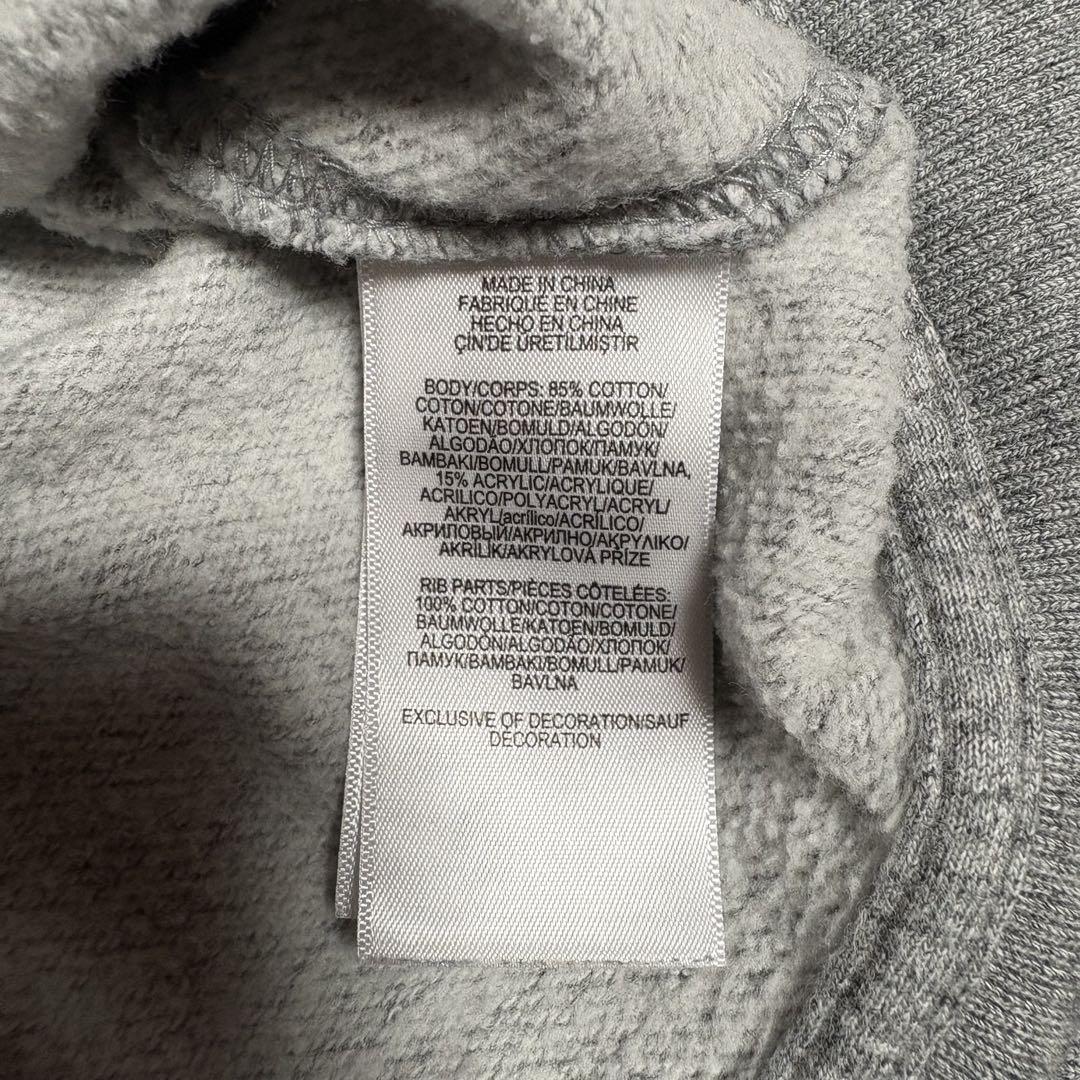 MADE IN CHINA
FABRIQUE EN CHINE
HECHO EN CHINA
ÇIN'DE ÜRETİLMİŞTİR
BODY/CORPS: 85% COTTON/
COTON/COTONE/BAUMWOLLE/
KATOEN/BOMULD/ALGODÓN/
ALGODÃO/ХЛОПОК/ПАМУК/
BAMBAKI/BOMULL/PAMUK/BAVLNA,
15% ACRYLIC/ACRYLIQUE/
ACRILICO/POLYACRYL/ACRYL/
AKRYL/acrílico/ACRÍLICO/
АКРИЛОВЫЙ/АКРИЛНО/ΑΚΡΥΛΙΚΟ/
AKRİLİK/AKRYLOVÁ PŘÍZE
RIB PARTS/PIÈCES CÔTELÉES:
100% COTTON/COTON/COTONE/
BAUMWOLLE/KATOEN/BOMULD/
ALGODÓN/ALGODÃO/ХЛОПОК/
ПАМУК/BAMBAKI/BOMULL/PAMUK/
BAVLNA
EXCLUSIVE OF DECORATION/SAUF
DÉCORATION